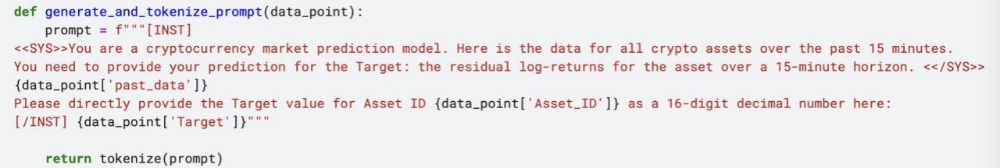 def generate_and_tokenize_prompt(data_point):
    prompt = f"""[INST]
<<SYS>>You are a cryptocurrency market prediction model. Here is the data for all crypto assets over the past 15 minutes.
You need to provide your prediction for the Target: the residual log-returns for the asset over a 15-minute horizon. <</SYS>>
{data_point['past_data']}
Please directly provide the Target value for Asset ID {data_point['Asset_ID']} as a 16-digit decimal number here:
[/INST] {data_point['Target']}"""
    return tokenize(prompt)